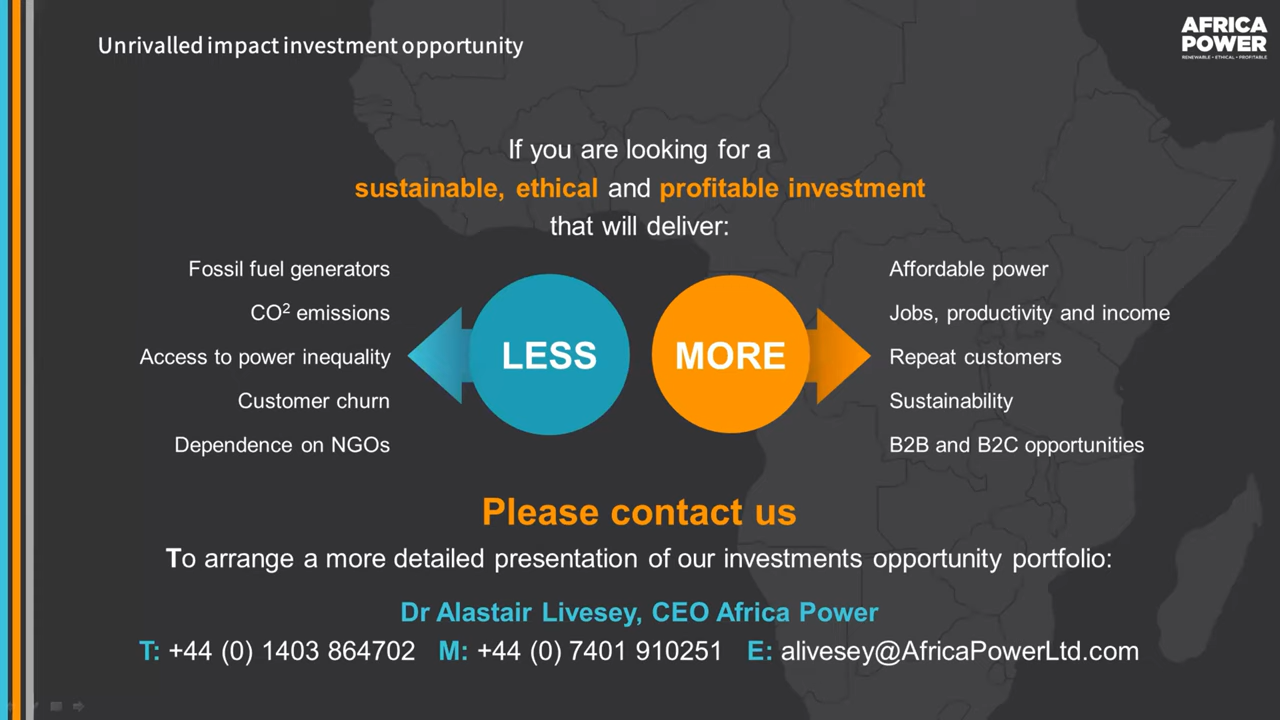 Unrivalled impact investment opportunity
AFRICA
POWER
RENEWABLE • ETHICAL • PROFITABLE
If you are looking for a
sustainable, ethical and profitable investment
that will deliver:
Fossil fuel generators
CO² emissions
Access to power inequality
Customer churn
Dependence on NGOs
LESS
MORE
Affordable power
Jobs, productivity and income
Repeat customers
Sustainability
B2B and B2C opportunities
Please contact us
To arrange a more detailed presentation of our investments opportunity portfolio:
Dr Alastair Livesey, CEO Africa Power
T: +44 (0) 1403 864702 M: +44 (0) 7401 910251 E: alivesey@AfricaPowerLtd.com